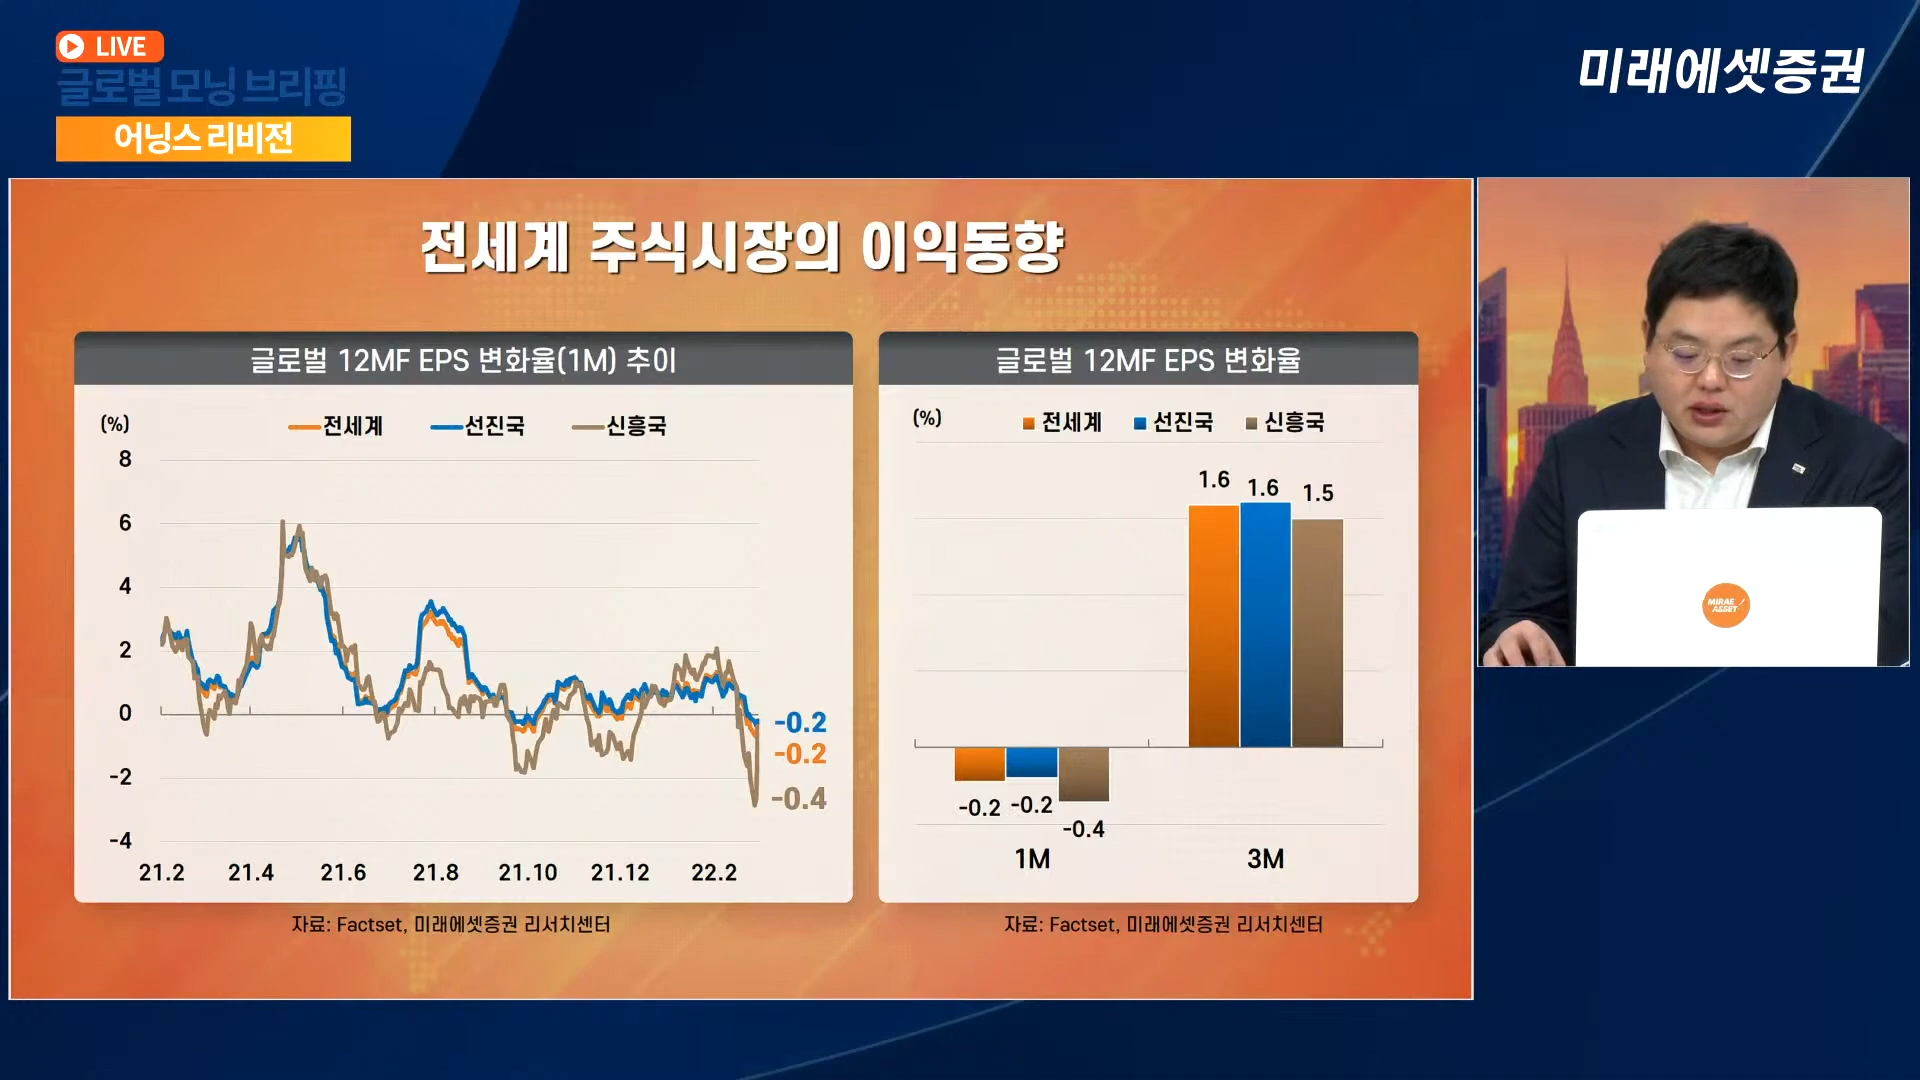 LIVE
글로벌 모닝 브리핑
어닝스 리비전
미래에셋증권
전세계 주식시장의 이익동향
글로벌 12MF EPS 변화율(1M) 추이
(%)
전세계 선진국 신흥국
8
6
4
2
0
-2
-4
-0.2
-0.2
-0.4
21.2 21.4 21.6 21.8 21.10 21.12 22.2
자료: Factset, 미래에셋증권 리서치센터
글로벌 12MF EPS 변화율
(%)
전세계 선진국 신흥국
1.6 1.6 1.5
-0.2 -0.2 -0.4
1M 3M
자료: Factset, 미래에셋증권 리서치센터
MIRAE
ASSET